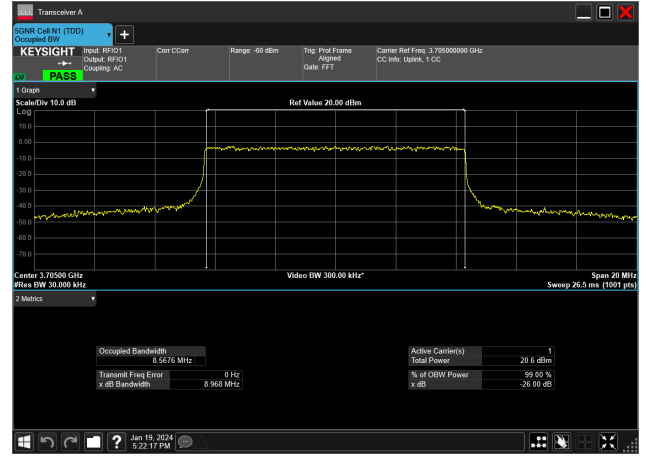 Transceiver A
5GNR Cell N1 (TDD)
Occupied BW
KEYSIGHT
LVI
PASS
Input: RFIO1
Output: RFIO1
Coupling: AC
Corr CCorr
Range: -60 dBm
Trig: Prot Frame
Aligned
Gate: FFT
Carrier Ref Freq: 3.705000000 GHz
CC Info: Uplink, 1 CC
1 Graph
Scale/Div 10.0 dB
Ref Value 20.00 dBm
Log
10.0
0.00
-10.0
-20.0
-30.0
-40.0
-50.0
-60.0
-70.0
Center 3.70500 GHz
Video BW 300.00 kHz*
Span 20 MHz
#Res BW 30.000 kHz
Sweep 26.5 ms (1001 pts)
2 Metrics
Occupied Bandwidth
8.5676 MHz
Transmit Freq Error 0 Hz
x dB Bandwidth 8.968 MHz
Active Carrier(s) 1
Total Power 20.6 dBm
% of OBW Power 99.00 %
x dB -26.00 dB
Jan 19, 2024
5:22:17 PM